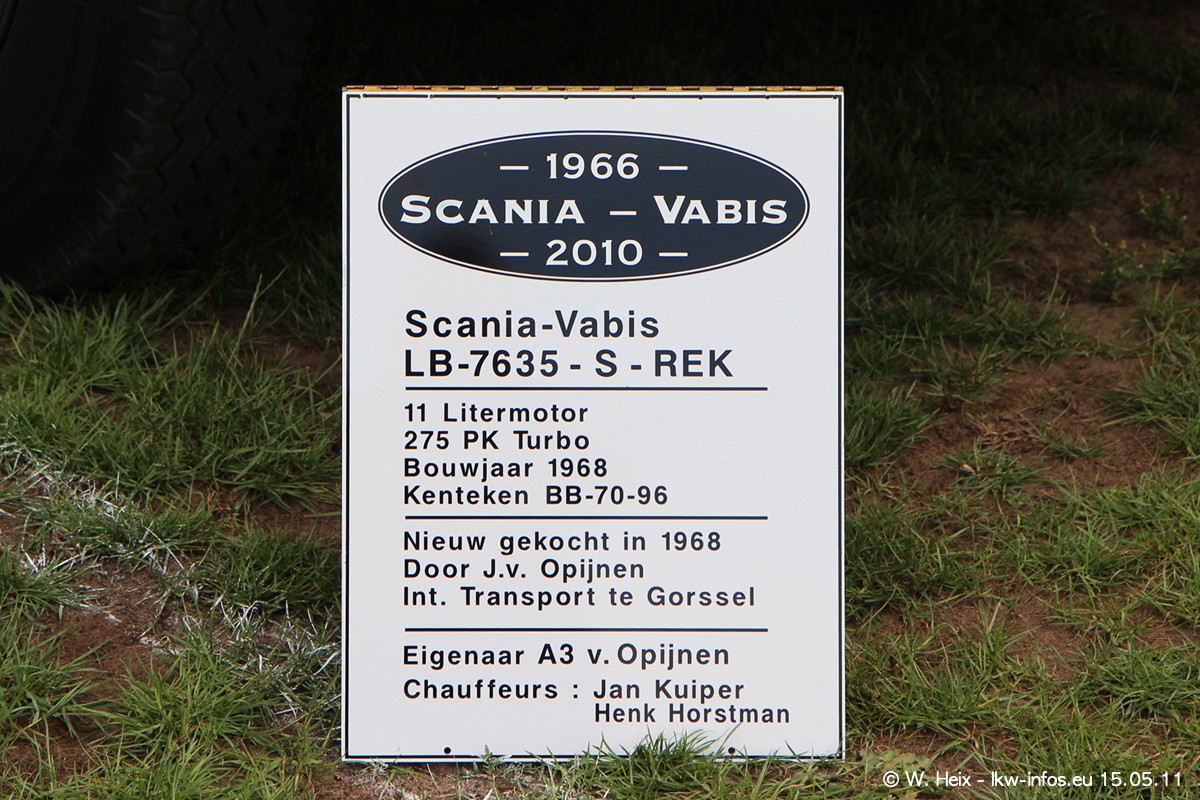 – 1966 –
SCANIA – VABIS
– 2010 –
Scania-Vabis
LB-7635 - S - REK
11 Litermotor
275 PK Turbo
Bouwjaar 1968
Kenteken BB-70-96
Nieuw gekocht in 1968
Door J.v. Opijnen
Int. Transport te Gorssel
Eigenaar A3 v. Opijnen
Chauffeurs : Jan Kuiper
Henk Horstman
© W. Heix - lkw-infos.eu 15.05.11